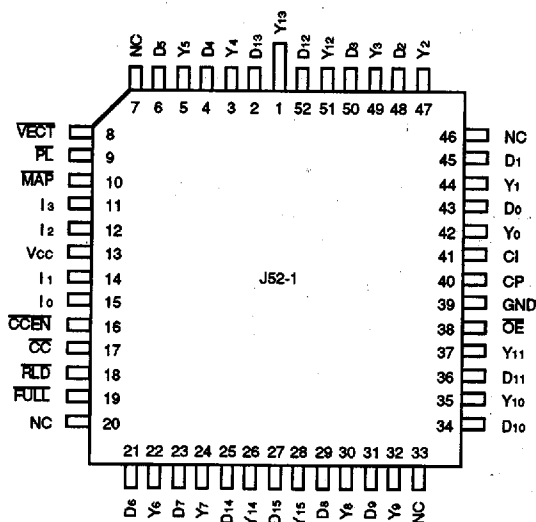 NC D5 Y5 D4 Y4 D13 Y13 D12 Y12 D3 Y3 D2 Y2
7 6 5 4 3 2 1 52 51 50 49 48 47
VECT 8
PL 9
MAP 10
I3 11
I2 12
Vcc 13
I1 14
I0 15
CCEN 16
CC 17
RLD 18
FULL 19
NC 20
J52-1
46 NC
45 D1
44 Y1
43 D0
42 Y0
41 CI
40 CP
39 GND
38 OE
37 Y11
36 D11
35 Y10
34 D10
21 22 23 24 25 26 27 28 29 30 31 32 33
D6 Y6 D7 Y7 D14 Y14 D15 Y15 D8 Y8 D9 Y9 NC